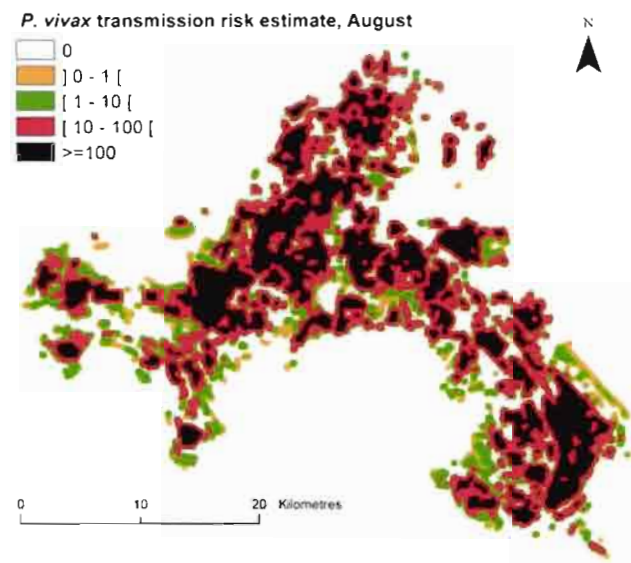 P. vivax transmission risk estimate, August
N
0
] 0 - 1 [
[ 1 - 10 [
[ 10 - 100 [
>=100
0 10 20 Kilometres